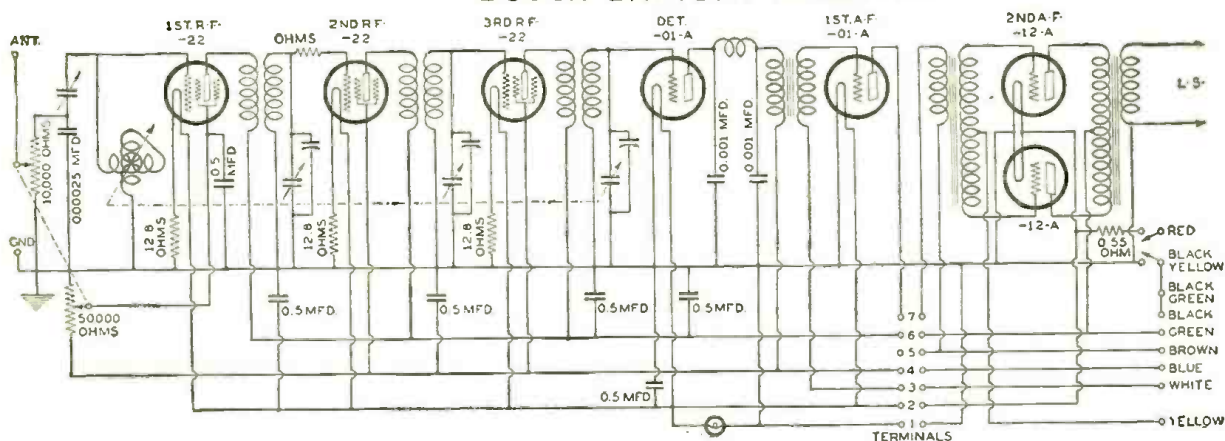 ANT.
1ST. R·F·
-22
OHMS
2ND R F·
-22
3RD R F·
-22
DET.
-01-A
1ST. A·F·
-01-A
2ND A·F·
-12-A
L·S·
10,000 OHMS
0.00025 MFD
0.5 MFD
12.8 OHMS
12.8 OHMS
12.8 OHMS
0.001 MFD.
0.001 MFD.
-12-A
0.55 OHM
GND
50000 OHMS
0.5 MFD.
0.5 MFD.
0.5 MFD.
0.5 MFD.
0.5 MFD.
7
6
5
4
3
2
1
TERMINALS
RED
BLACK YELLOW
BLACK GREEN
BLACK
GREEN
BROWN
BLUE
WHITE
YELLOW